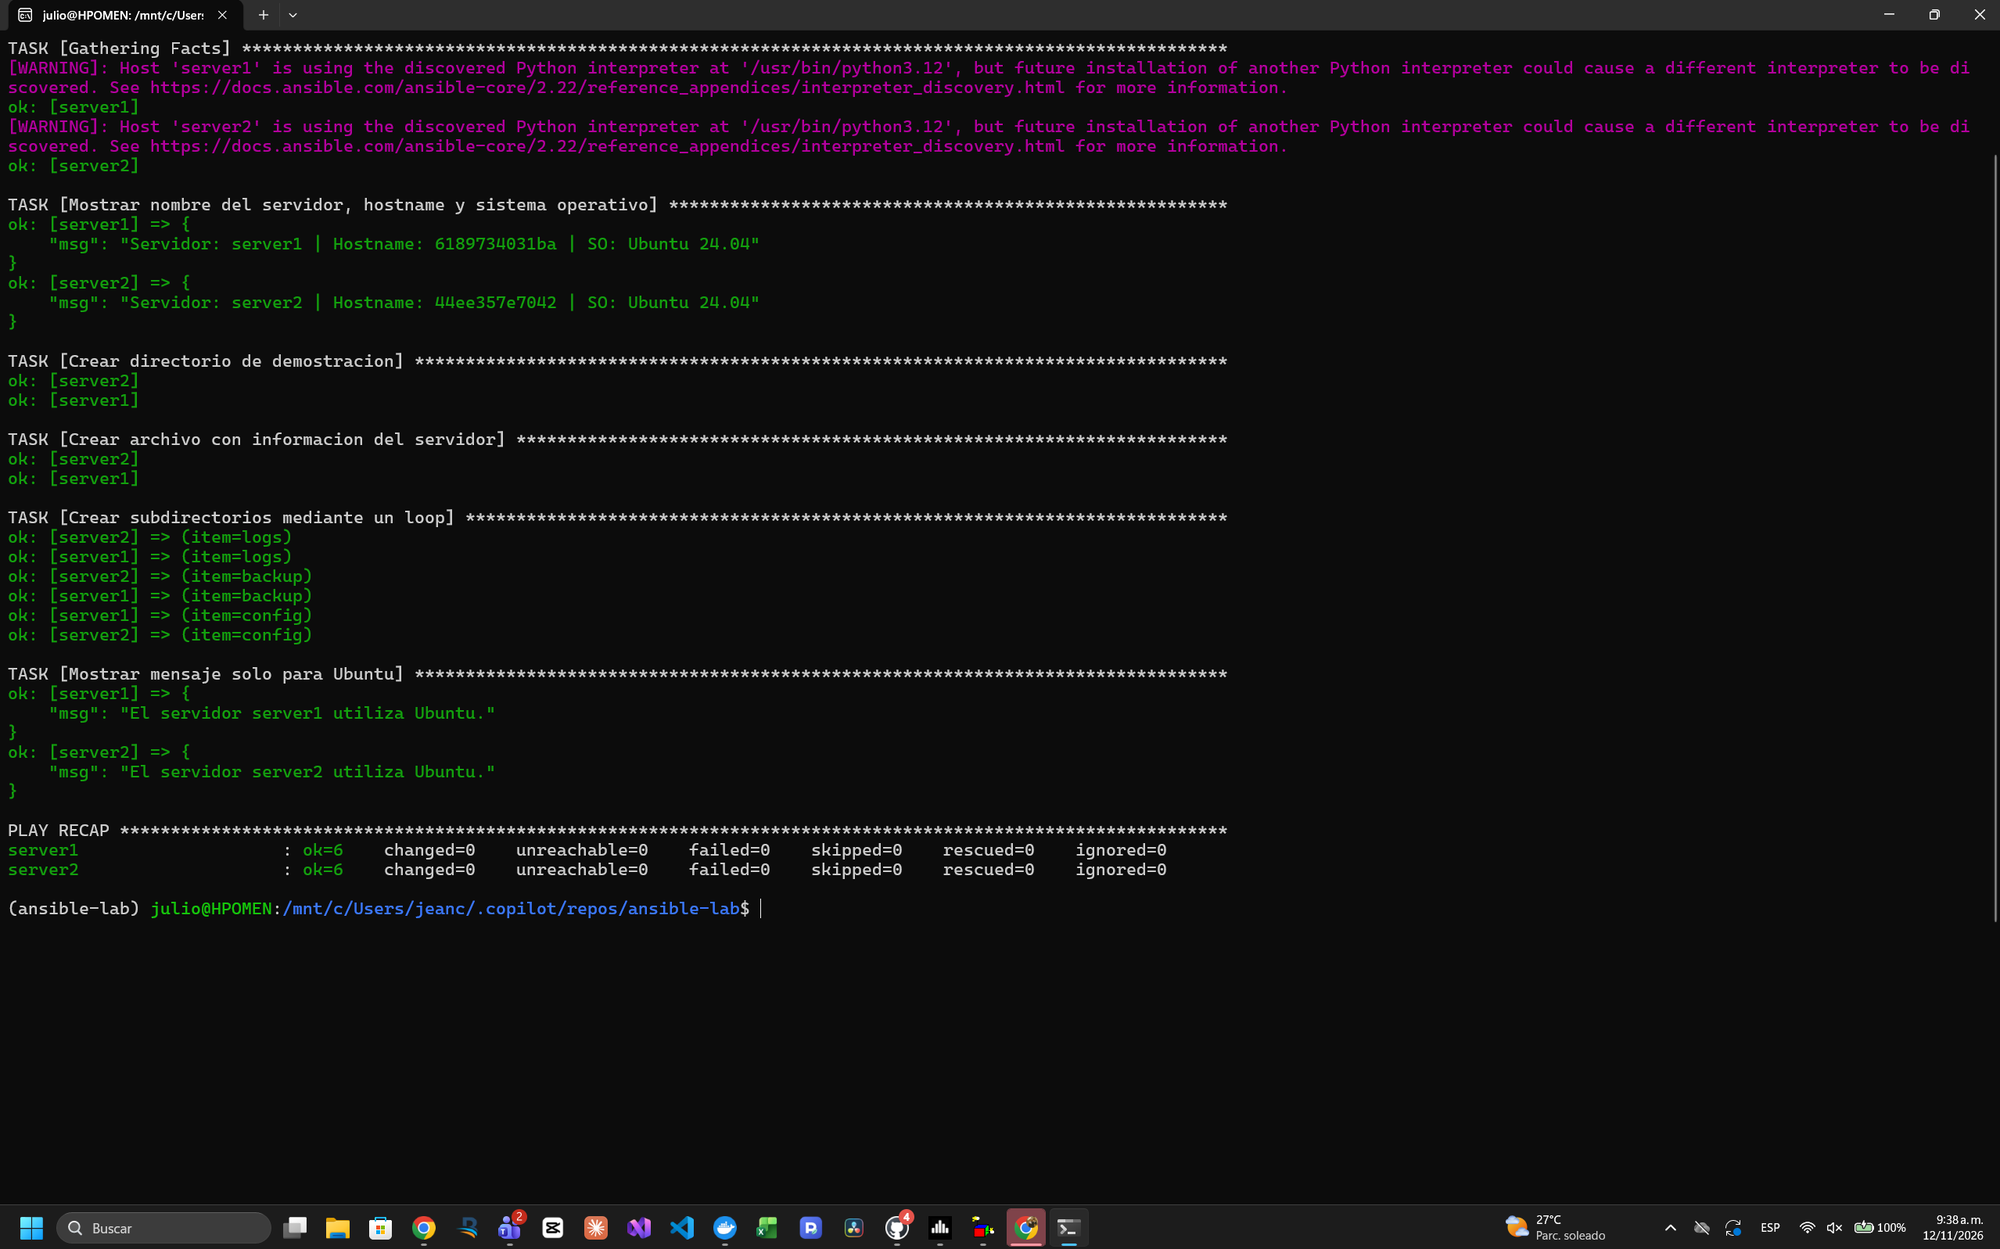 julio@HPOMEN: /mnt/c/User:
TASK [Gathering Facts] *************************************************************************************************
[WARNING]: Host 'server1' is using the discovered Python interpreter at '/usr/bin/python3.12', but future installation of another Python interpreter could cause a different interpreter to be di
scovered. See https://docs.ansible.com/ansible-core/2.22/reference_appendices/interpreter_discovery.html for more information.
ok: [server1]
[WARNING]: Host 'server2' is using the discovered Python interpreter at '/usr/bin/python3.12', but future installation of another Python interpreter could cause a different interpreter to be di
scovered. See https://docs.ansible.com/ansible-core/2.22/reference_appendices/interpreter_discovery.html for more information.
ok: [server2]
TASK [Mostrar nombre del servidor, hostname y sistema operativo] *******************************************************
ok: [server1] => {
    "msg": "Servidor: server1 | Hostname: 6189734031ba | SO: Ubuntu 24.04"
}
ok: [server2] => {
    "msg": "Servidor: server2 | Hostname: 44ee357e7042 | SO: Ubuntu 24.04"
}
TASK [Crear directorio de demostracion] ********************************************************************************
ok: [server2]
ok: [server1]
TASK [Crear archivo con informacion del servidor] **********************************************************************
ok: [server2]
ok: [server1]
TASK [Crear subdirectorios mediante un loop] ***************************************************************************
ok: [server2] => (item=logs)
ok: [server1] => (item=logs)
ok: [server2] => (item=backup)
ok: [server1] => (item=backup)
ok: [server1] => (item=config)
ok: [server2] => (item=config)
TASK [Mostrar mensaje solo para Ubuntu] ********************************************************************************
ok: [server1] => {
    "msg": "El servidor server1 utiliza Ubuntu."
}
ok: [server2] => {
    "msg": "El servidor server2 utiliza Ubuntu."
}
PLAY RECAP *************************************************************************************************************
server1                    : ok=6    changed=0    unreachable=0    failed=0    skipped=0    rescued=0    ignored=0
server2                    : ok=6    changed=0    unreachable=0    failed=0    skipped=0    rescued=0    ignored=0
(ansible-lab) julio@HPOMEN:/mnt/c/Users/jeanc/.copilot/repos/ansible-lab$
Buscar
2
4
27°C
Parc. soleado
ESP
100%
9:38 a. m.
12/11/2026